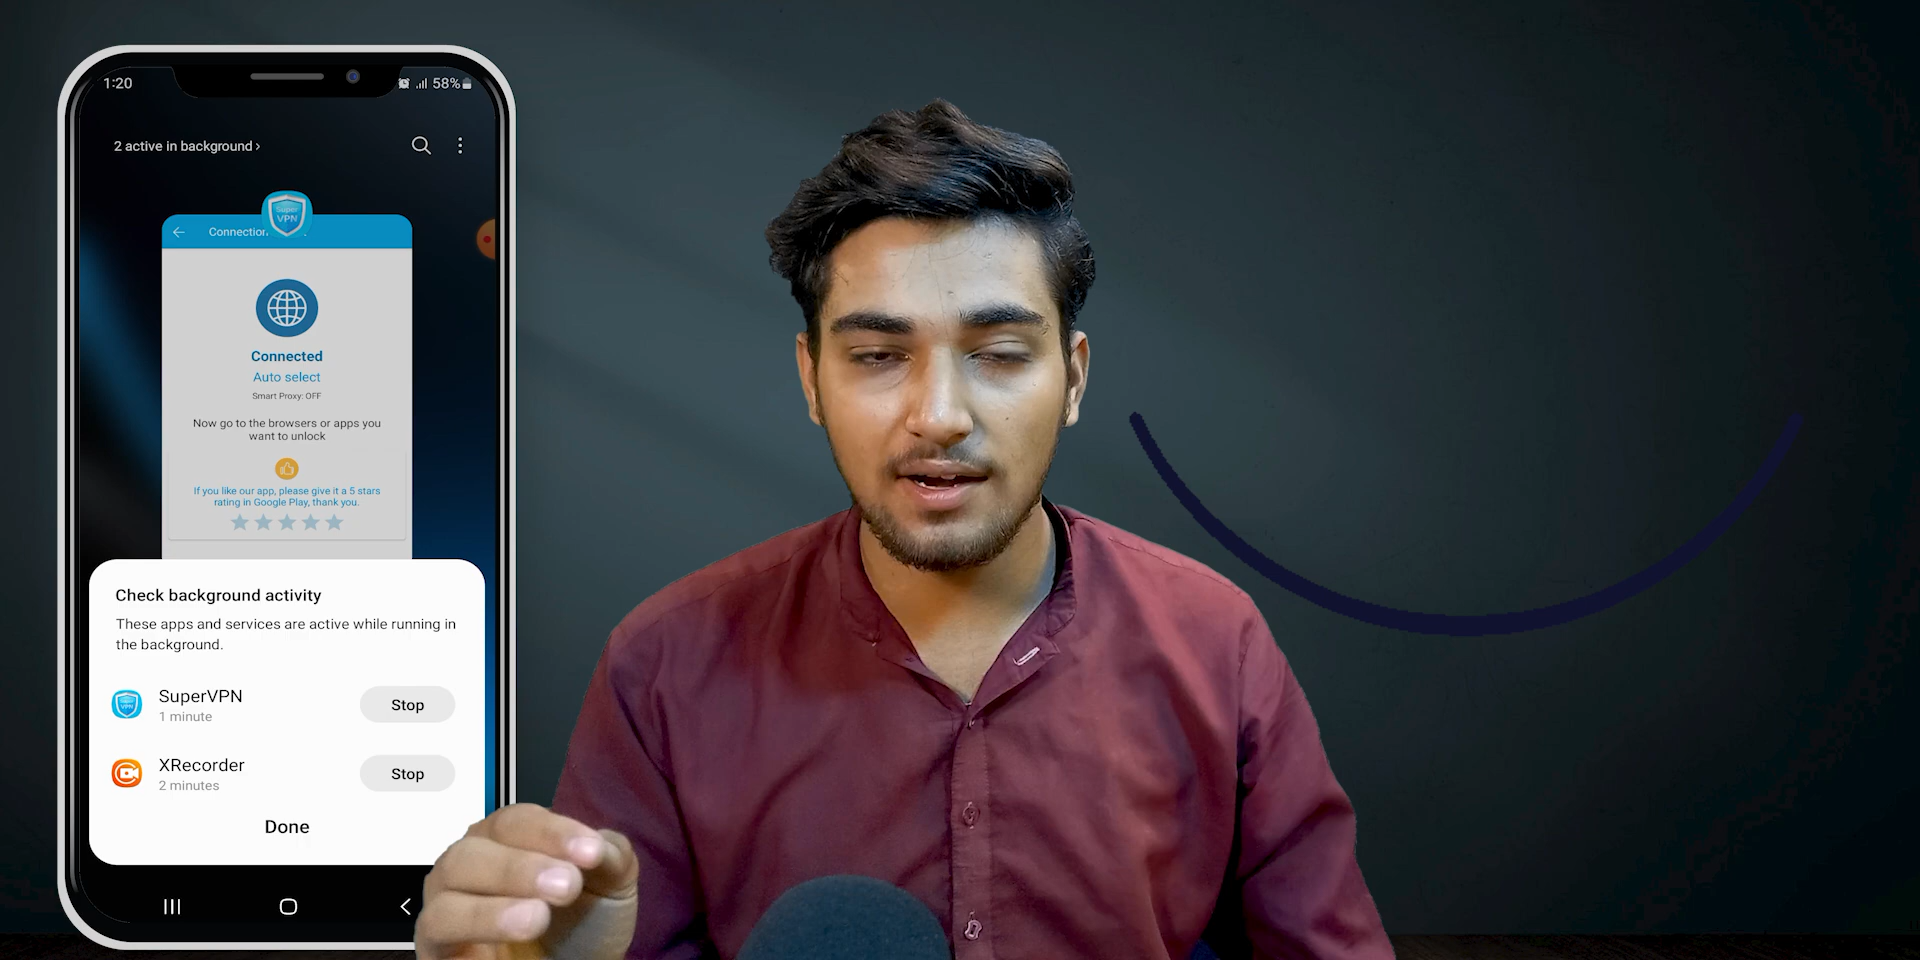 1:20
58%
2 active in background ›
Super
VPN
Connection
Connected
Auto select
Smart Proxy: OFF
Now go to the browsers or apps you
want to unlock
If you like our app, please give it a 5 stars
rating in Google Play, thank you.
Check background activity
These apps and services are active while running in
the background.
VPN
SuperVPN
1 minute
Stop
XRecorder
2 minutes
Stop
Done